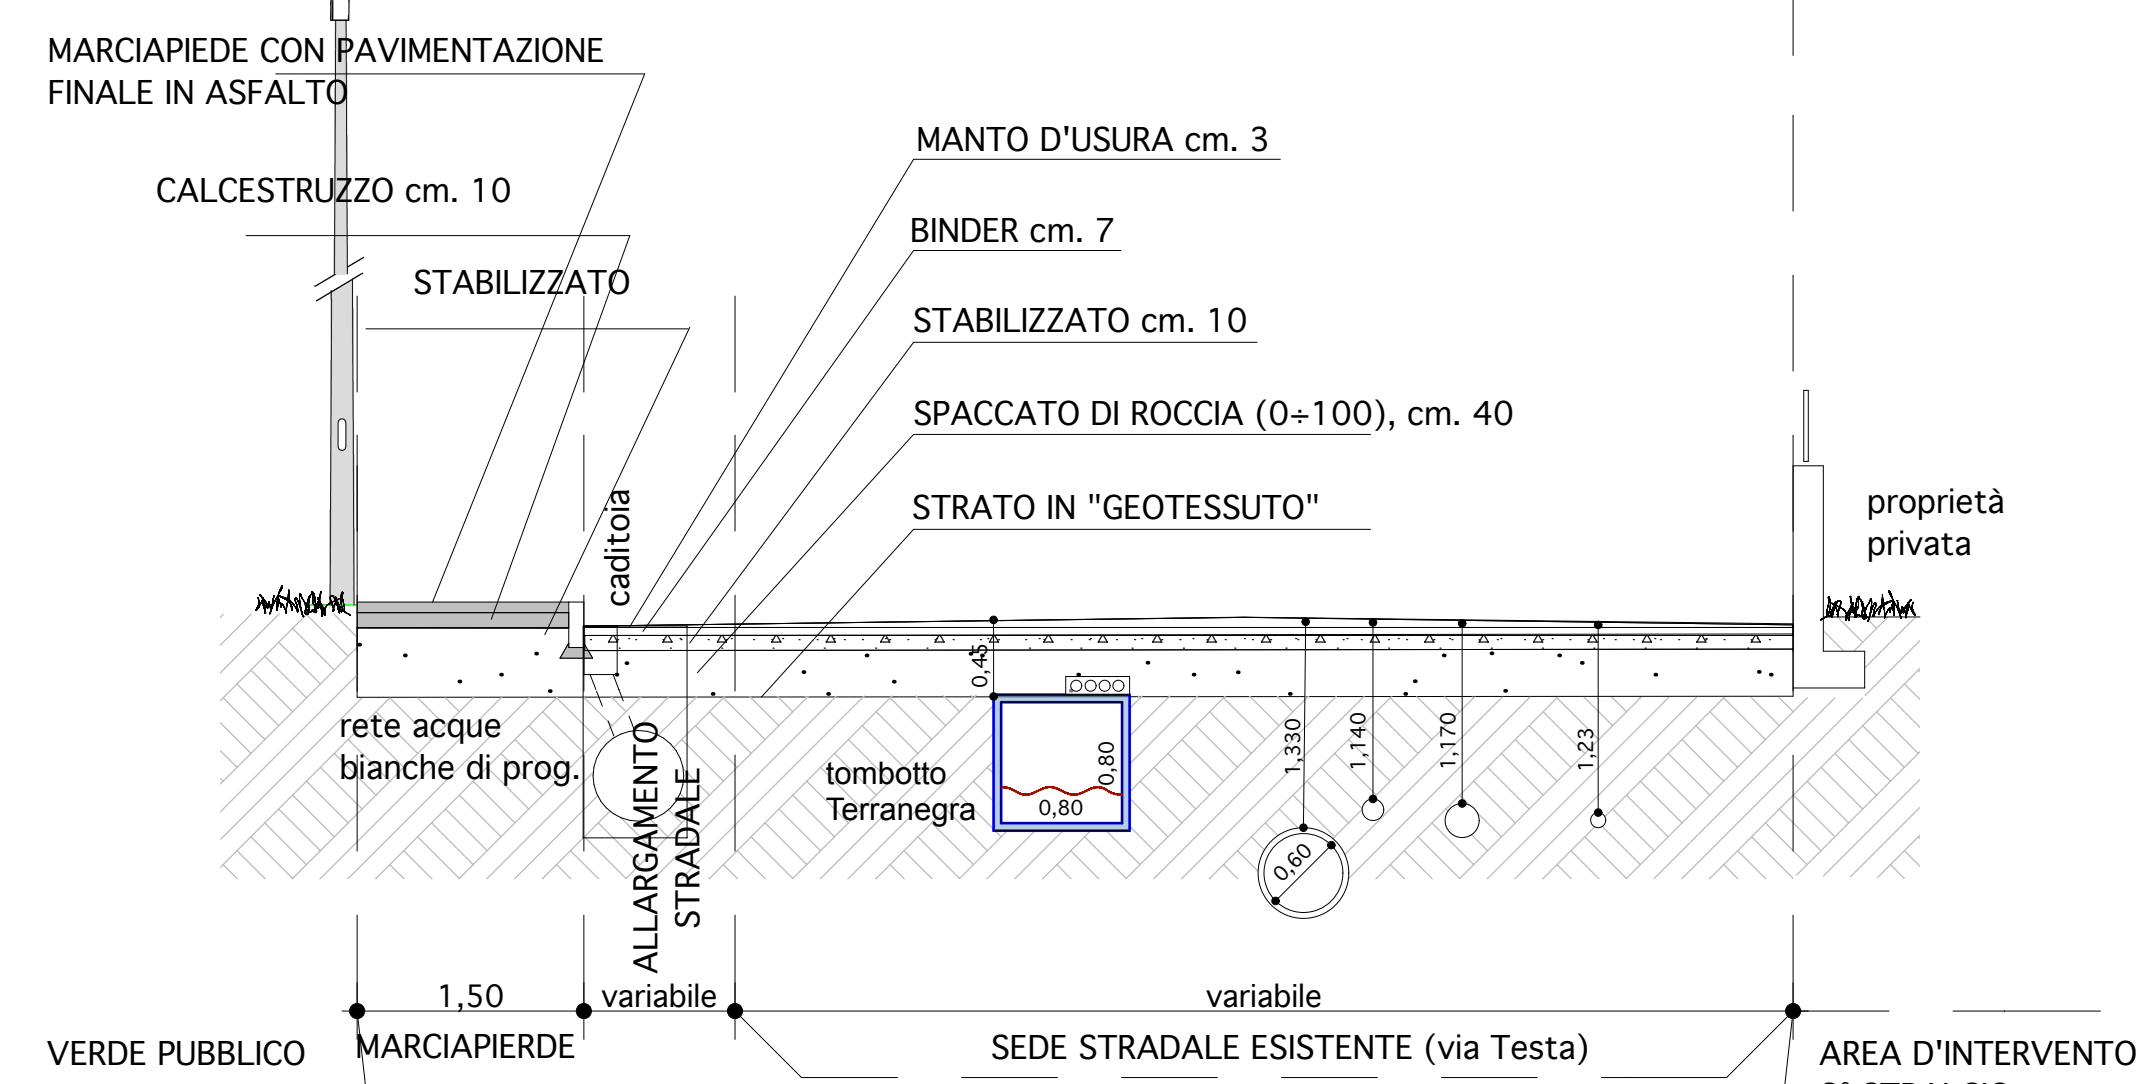 MARCIAPIEDE CON PAVIMENTAZIONE
FINALE IN ASFALTO
CALCESTRUZZO cm. 10
STABILIZZATO
MANTO D'USURA cm. 3
BINDER cm. 7
STABILIZZATO cm. 10
SPACCATO DI ROCCIA (0÷100), cm. 40
STRATO IN "GEOTESSUTO"
caditoia
proprietà
privata
rete acque
bianche di prog.
ALLARGAMENTO
STRADALE
tombotto
Terranegra
0,45
0,80
0,80
1,330
1,140
1,170
1,23
0,60
1,50
variabile
variabile
VERDE PUBBLICO
MARCIAPIERDE
SEDE STRADALE ESISTENTE (via Testa)
AREA D'INTERVENTO